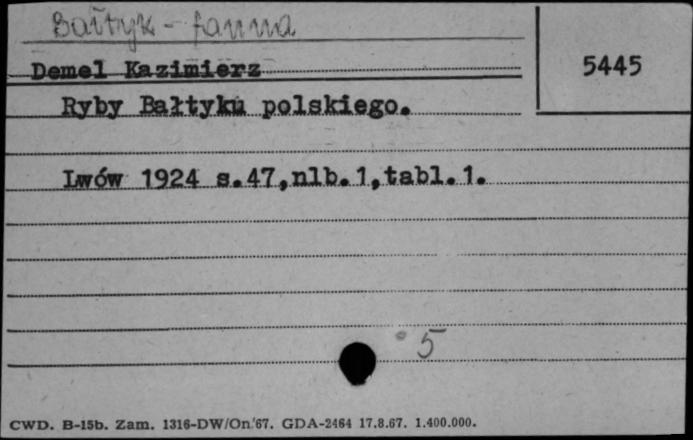 Bałtyk - fauna
Demel Kazimierz
5445
Ryby Bałtyku polskiego.
Lwów 1924 s.47,nlb.1,tabl.1.
5
CWD. B-15b. Zam. 1316-DW/On.'67. GDA-2464 17.8.67. 1.400.000.